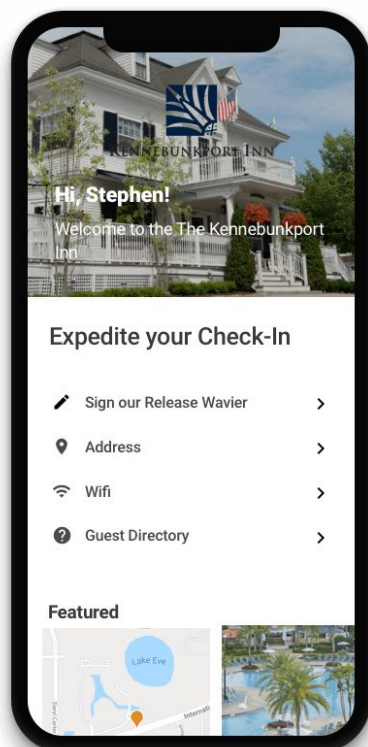 KENNEBUNKPORT INN
Hi, Stephen!
Welcome to the The Kennebunkport
Inn
Expedite your Check-In
Sign our Release Wavier
Address
Wifi
Guest Directory
Featured
Lake Eve
Internati